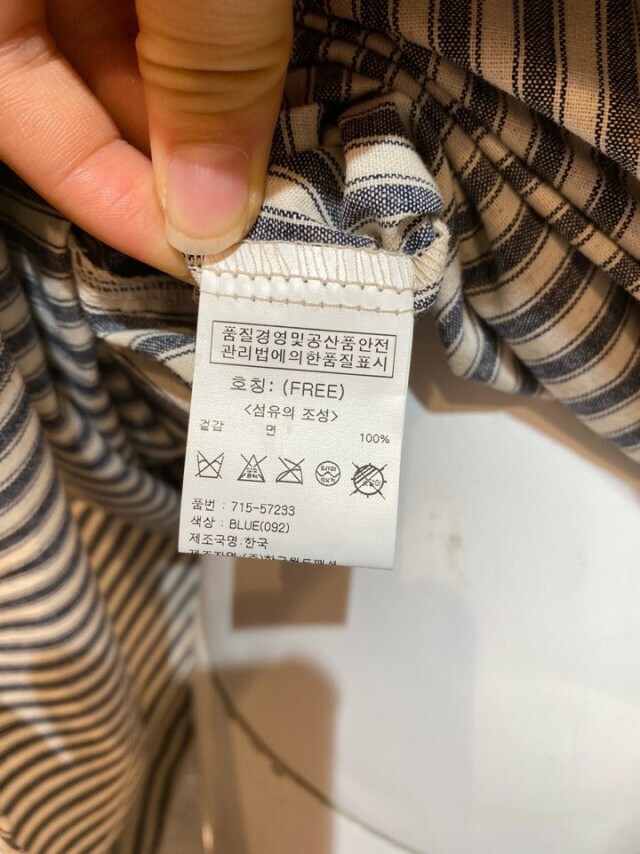 품질경영및공산품안전
관리법에의한품질표시
호칭: (FREE)
<섬유의 조성>
겉감 면 100%
품번 : 715-57233
색상 : BLUE(092)
제조국명:한국